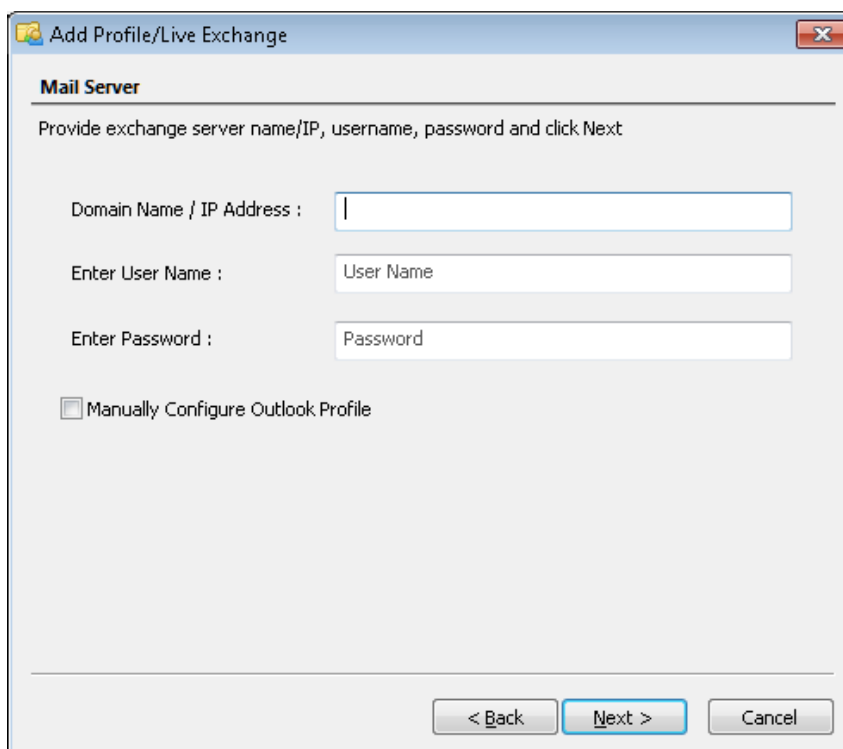 Add Profile/Live Exchange
Mail Server
Provide exchange server name/IP, username, password and click Next
Domain Name / IP Address :
Enter User Name :
User Name
Enter Password :
Password
Manually Configure Outlook Profile
< Back
Next >
Cancel